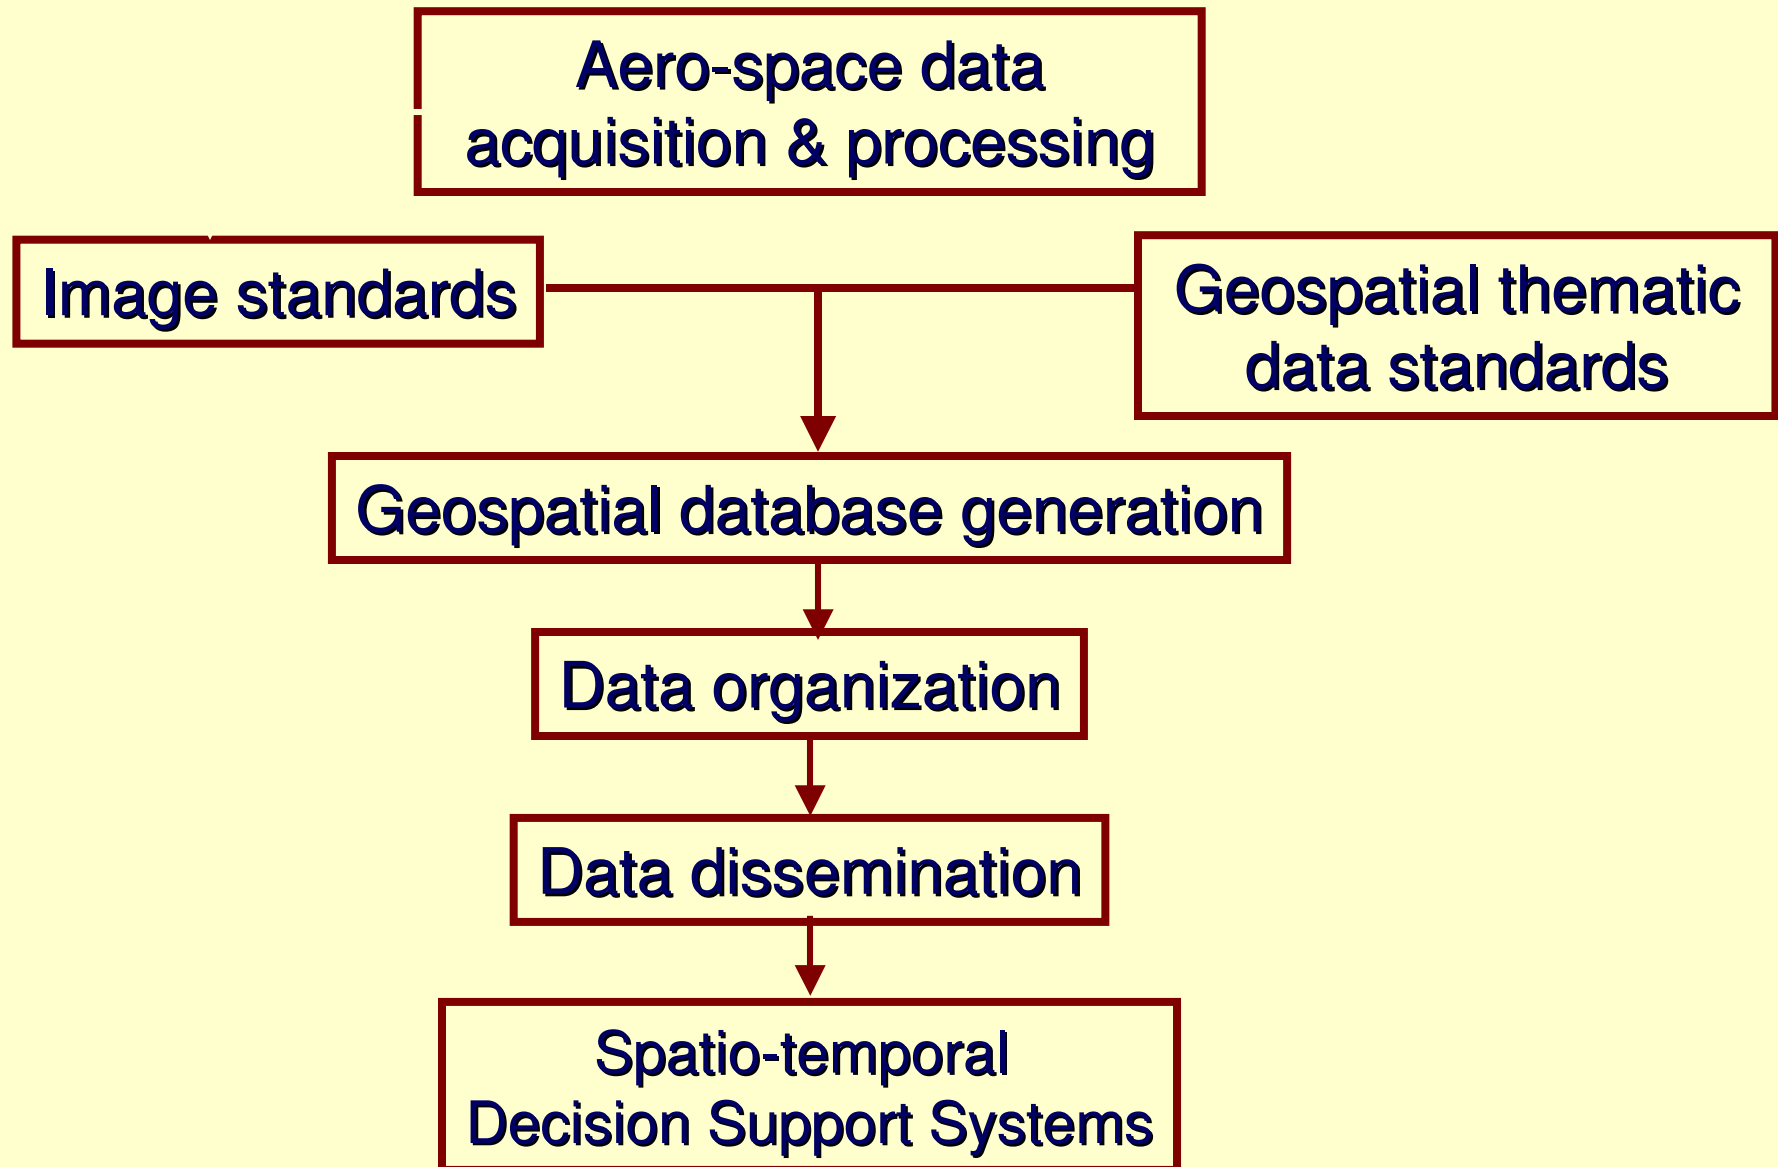 Aero-space data
acquisition & processing
Image standards
Geospatial thematic
data standards
Geospatial database generation
Data organization
Data dissemination
Spatio-temporal
Decision Support Systems